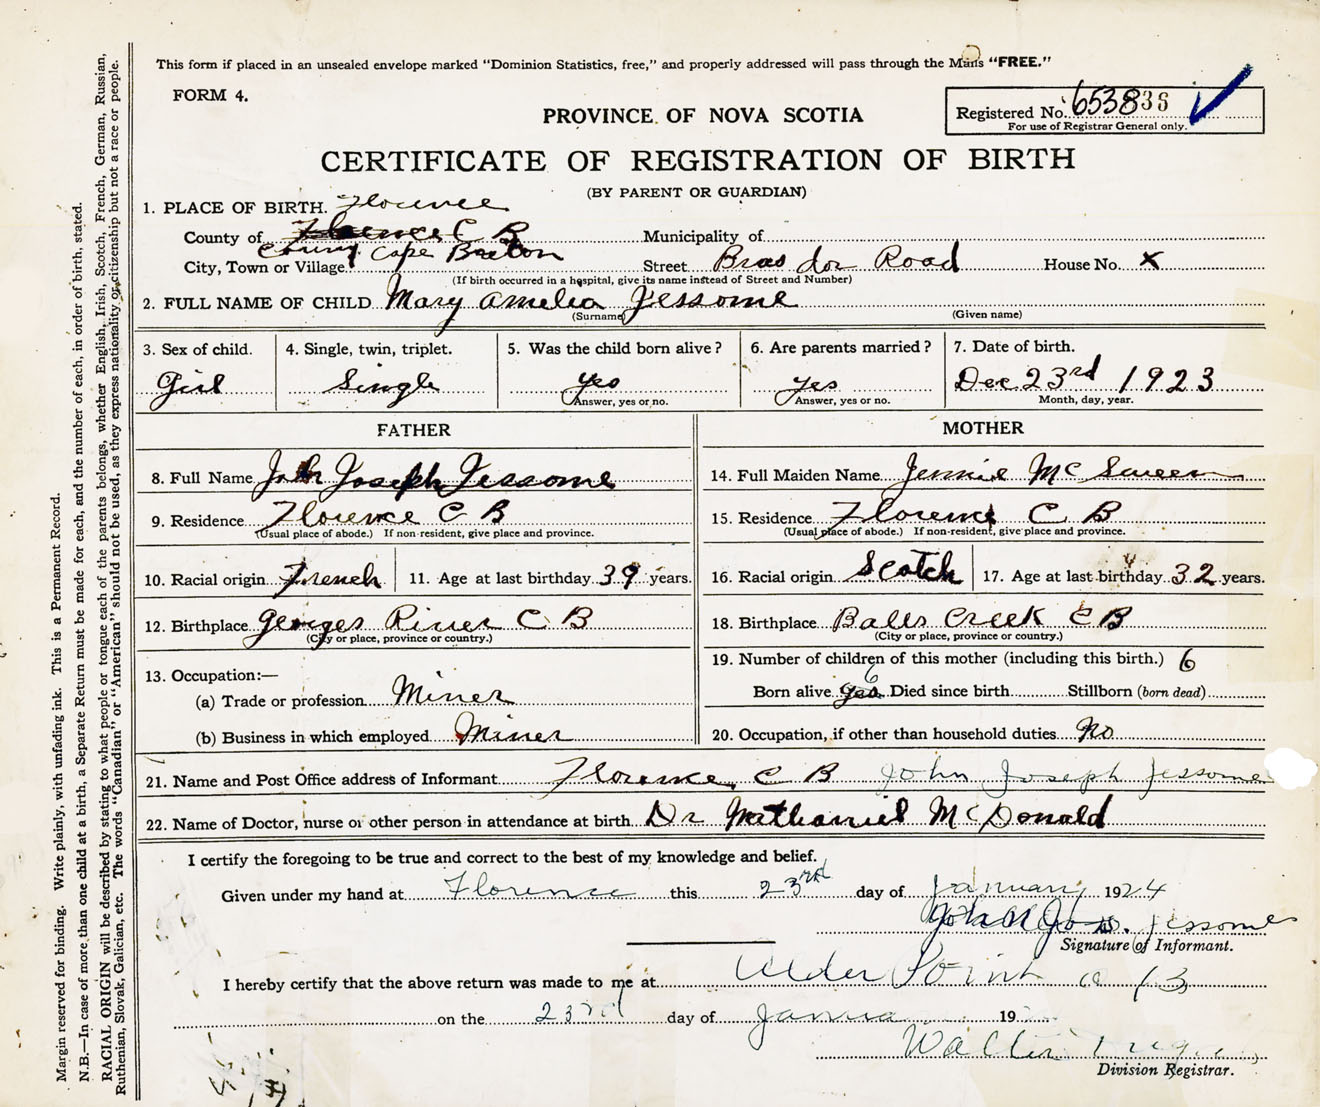 This form if placed in an unsealed envelope marked "Dominion Statistics, free," and properly addressed will pass through the Mails "FREE."
FORM 4.
PROVINCE OF NOVA SCOTIA
Registered No. 653836
For use of Registrar General only.
CERTIFICATE OF REGISTRATION OF BIRTH
(BY PARENT OR GUARDIAN)
1. PLACE OF BIRTH. Florence
County of Florence C B Municipality of
County Cape Breton
City, Town or Village. Street Bras dor Road House No. x
(If birth occurred in a hospital, give its name instead of Street and Number)
2. FULL NAME OF CHILD Mary Amelia Jessome
(Surname) (Given name)
3. Sex of child. 4. Single, twin, triplet. 5. Was the child born alive? 6. Are parents married? 7. Date of birth.
Girl Single yes yes Dec 23rd 1923
Answer, yes or no. Answer, yes or no. Month, day, year.
FATHER MOTHER
8. Full Name John Joseph Jessome 14. Full Maiden Name Jennie Mc Sween
9. Residence Florence C B 15. Residence Florence C B
(Usual place of abode.) If non-resident, give place and province. (Usual place of abode.) If non-resident, give place and province.
10. Racial origin French 11. Age at last birthday 39 years. 16. Racial origin Scotch 17. Age at last birthday 32 years.
12. Birthplace Georges River C B 18. Birthplace Balls Creek C B
(City or place, province or country.) (City or place, province or country.)
19. Number of children of this mother (including this birth.) 6
13. Occupation:—
6
(a) Trade or profession Miner Born alive yes Died since birth Stillborn (born dead)
(b) Business in which employed Miner 20. Occupation, if other than household duties No
21. Name and Post Office address of Informant Florence, C B John Joseph Jessome
22. Name of Doctor, nurse or other person in attendance at birth Dr Nathaniel McDonald
I certify the foregoing to be true and correct to the best of my knowledge and belief.
Given under my hand at Florence this 23rd day of January 1924
John Jos. Jessome
Signature of Informant.
I hereby certify that the above return was made to me at Alder Point C B
on the 23rd day of 19
Walter
Division Registrar.
Margin reserved for binding. Write plainly, with unfading ink. This is a Permanent Record.
N.B.—In case of more than one child at a birth, a Separate Return must be made for each, and the number of each, in order of birth, stated.
RACIAL ORIGIN will be described by stating to what people or tongue each of the parents belongs, whether English, Irish, Scotch, French, German, Russian,
Ruthenian, Slovak, Galician, etc. The words "Canadian" or "American" should not be used, as they express nationality or citizenship but not a race or people.